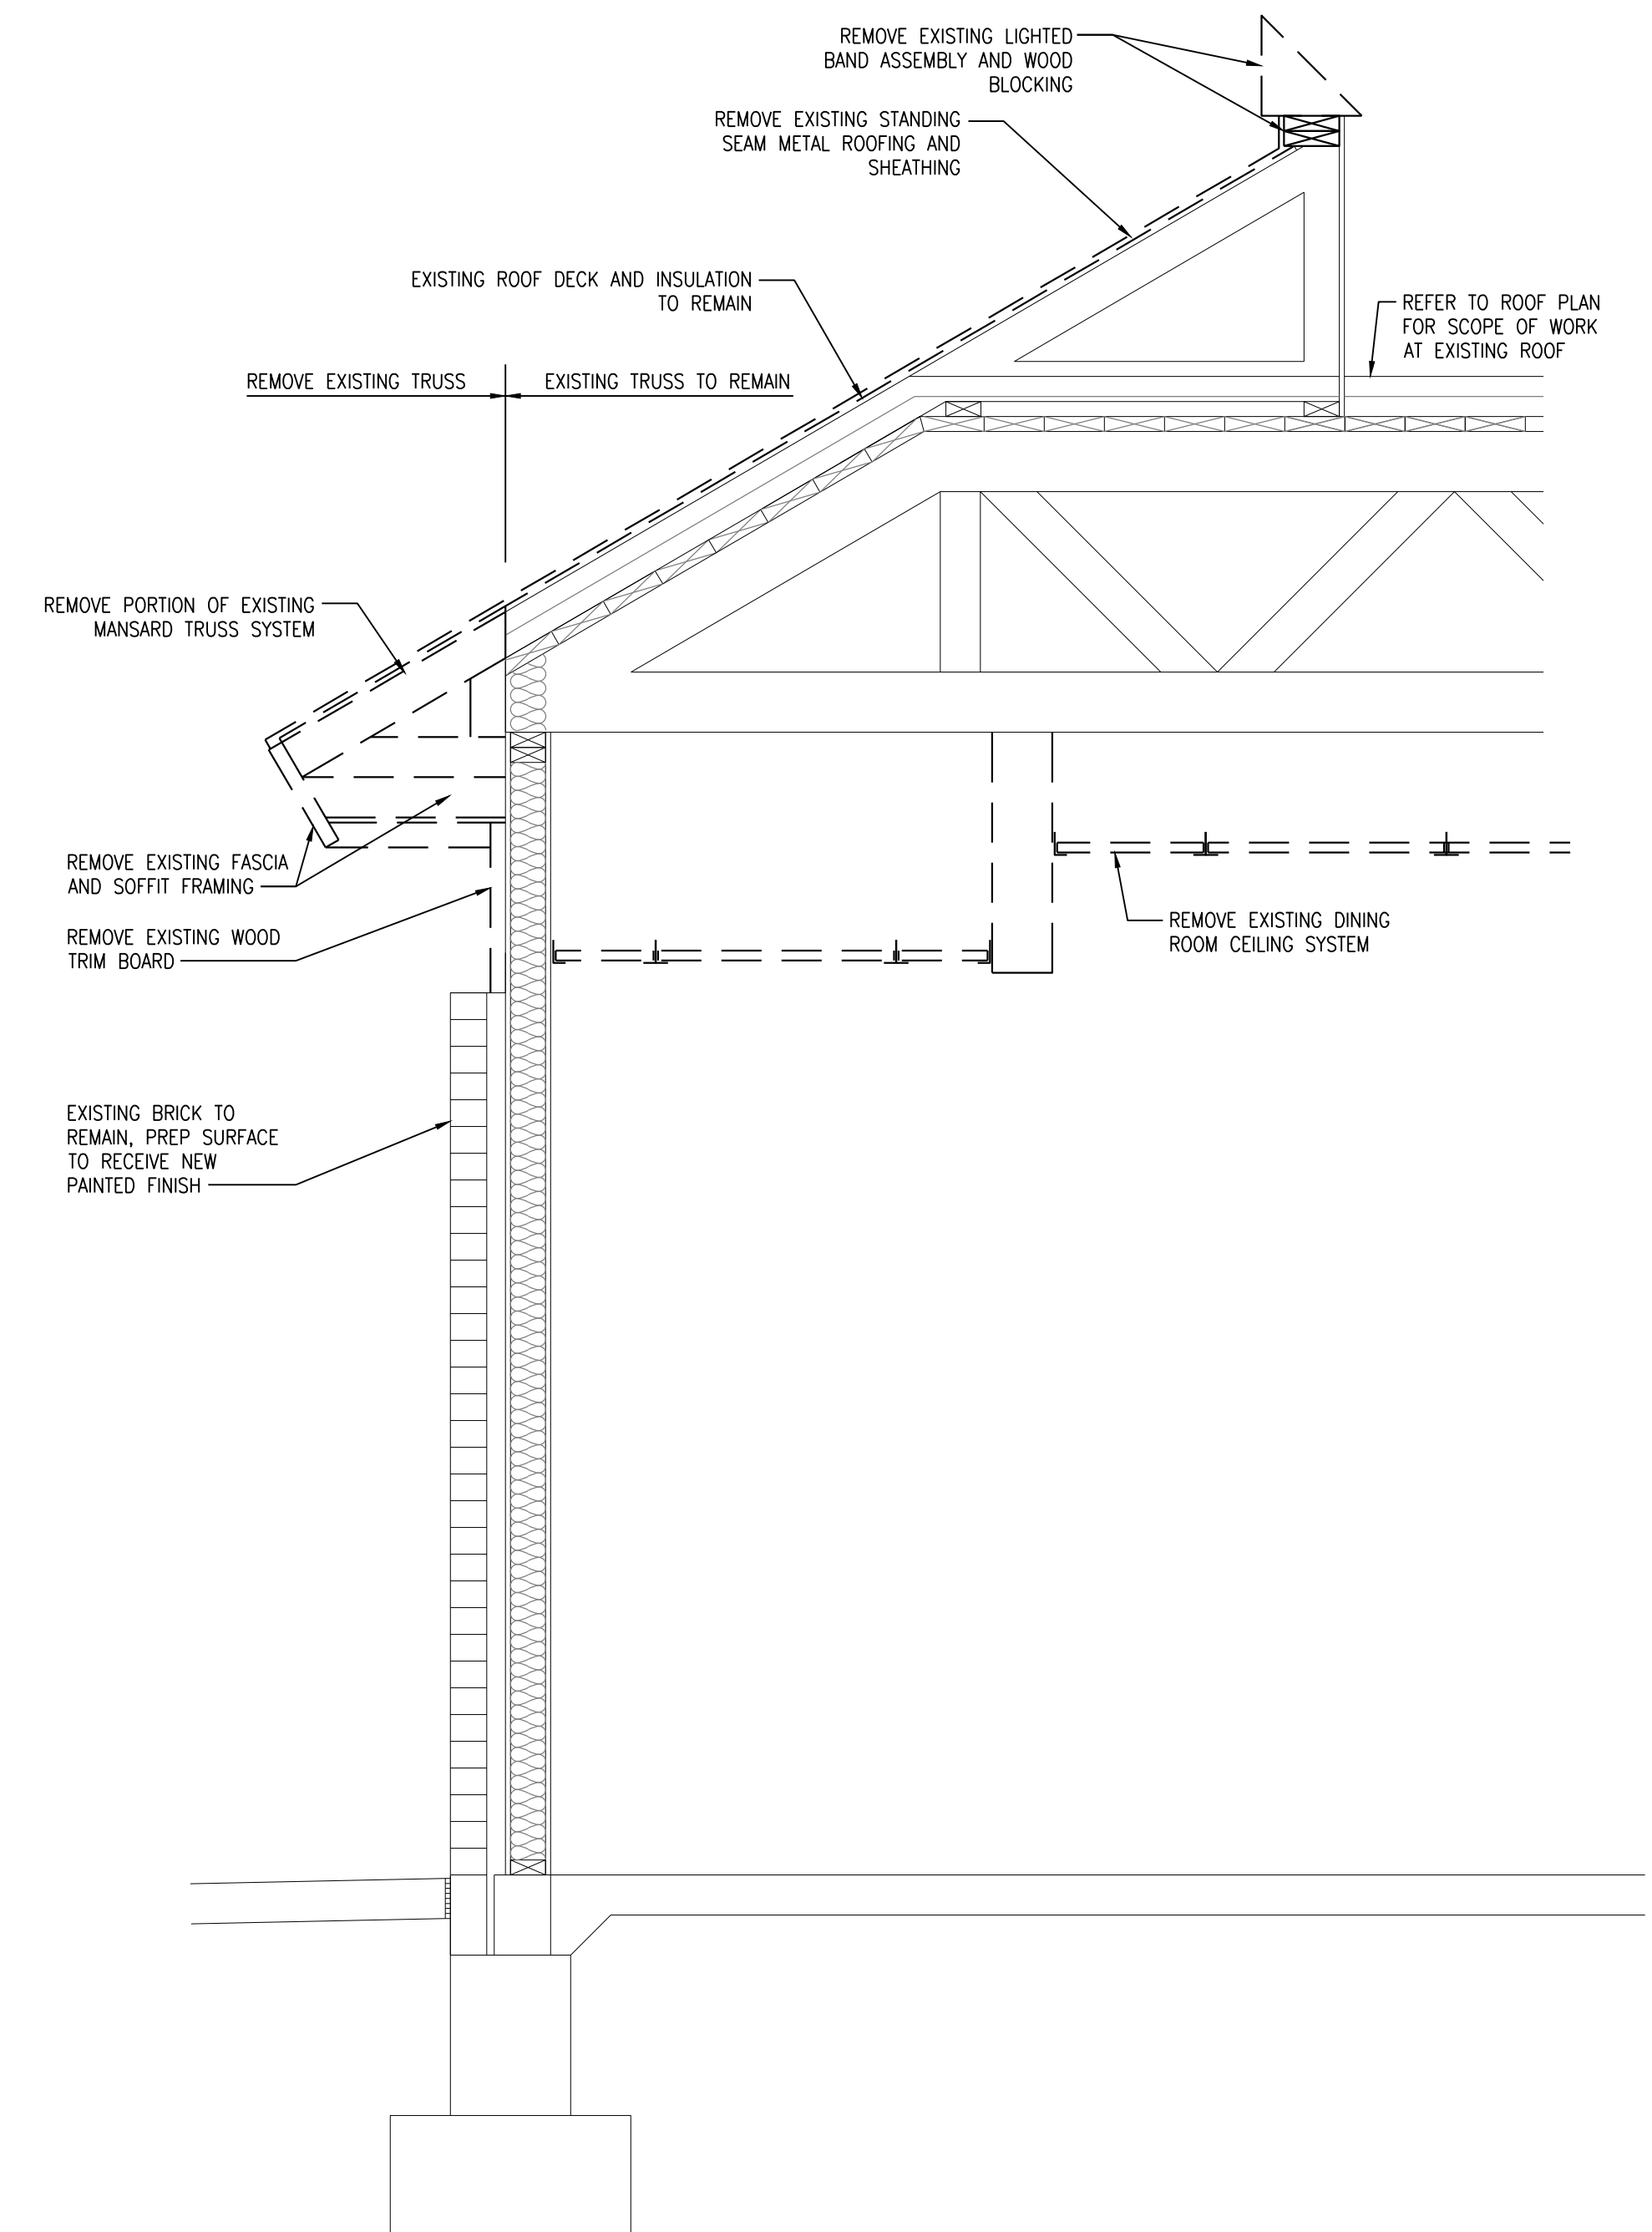 REMOVE EXISTING LIGHTED
BAND ASSEMBLY AND WOOD
BLOCKING
REMOVE EXISTING STANDING
SEAM METAL ROOFING AND
SHEATHING
EXISTING ROOF DECK AND INSULATION
TO REMAIN
REFER TO ROOF PLAN
FOR SCOPE OF WORK
AT EXISTING ROOF
REMOVE EXISTING TRUSS
EXISTING TRUSS TO REMAIN
REMOVE PORTION OF EXISTING
MANSARD TRUSS SYSTEM
REMOVE EXISTING FASCIA
AND SOFFIT FRAMING
REMOVE EXISTING WOOD
TRIM BOARD
REMOVE EXISTING DINING
ROOM CEILING SYSTEM
EXISTING BRICK TO
REMAIN, PREP SURFACE
TO RECEIVE NEW
PAINTED FINISH